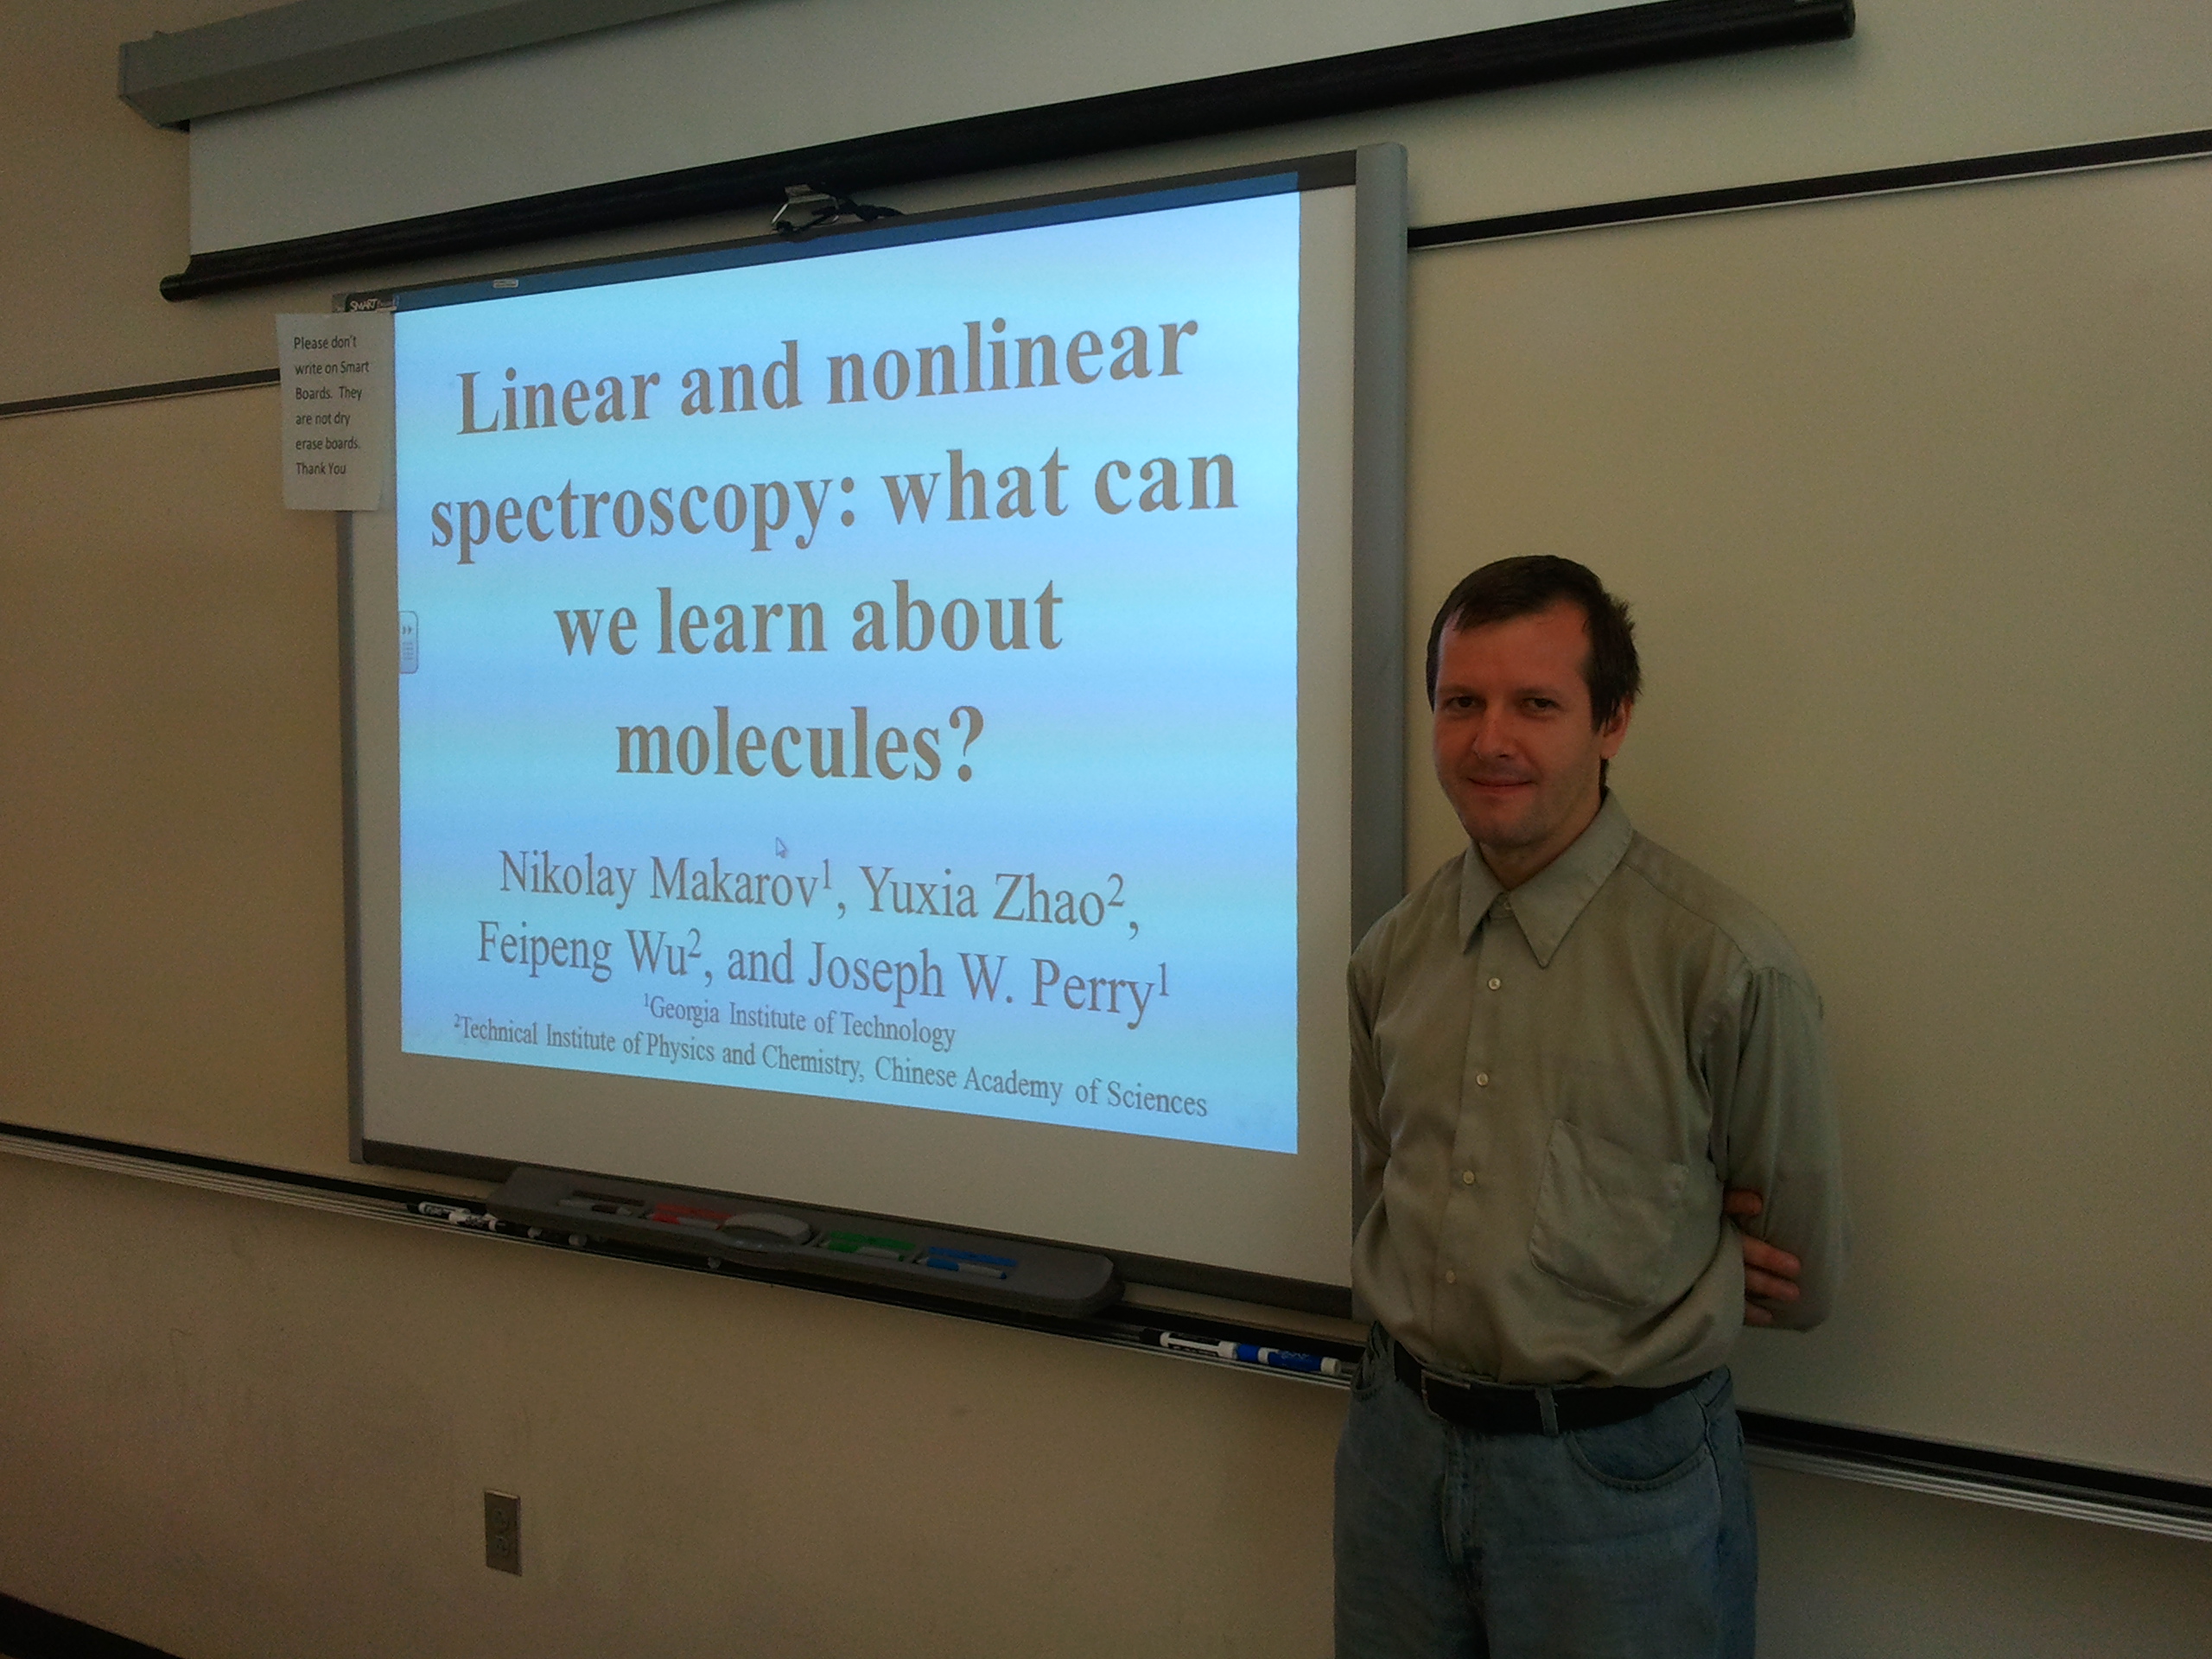 SMART
Please don't
write on Smart
Boards. They
are not dry
erase boards.
Thank You
Linear and nonlinear
spectroscopy: what can
we learn about
molecules?
Nikolay Makarov¹, Yuxia Zhao²,
Feipeng Wu², and Joseph W. Perry¹
¹Georgia Institute of Technology
²Technical Institute of Physics and Chemistry, Chinese Academy of Sciences